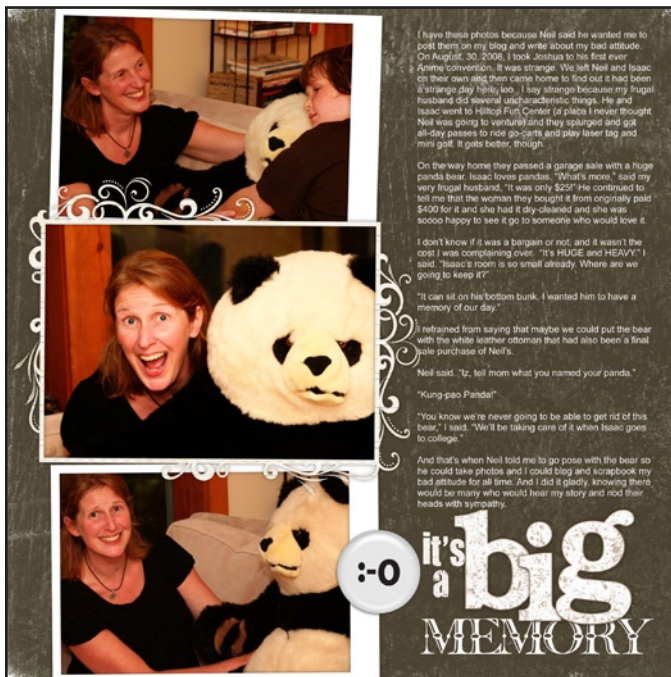 I have these photos because Neil said he wanted me to
post them on my blog and write about my bad attitude.
On August, 30, 2008, I took Joshua to his first ever
Anime convention. It was strange. We left Neil and Isaac
on their own and then came home to find out it had been
a strange day here, too. I say strange because my frugal
husband did several uncharacteristic things. He and
Isaac went to Hilltop Fun Center (a place I never thought
Neil was going to venture) and they splurged and got
all-day passes to ride go-carts and play laser tag and
mini golf. It gets better, though.
On the way home they passed a garage sale with a huge
panda bear. Isaac loves pandas. "What's more," said my
very frugal husband, "It was only $25!" He continued to
tell me that the woman they bought it from originally paid
$400 for it and she had it dry-cleaned and she was
soooo happy to see it go to someone who would love it.
I don't know if it was a bargain or not, and it wasn't the
cost I was complaining over. "It's HUGE and HEAVY." I
said. "Isaac's room is so small already. Where are we
going to keep it?"
"It can sit on his bottom bunk. I wanted him to have a
memory of our day."
I refrained from saying that maybe we could put the bear
with the white leather ottoman that had also been a final
sale purchase of Neil's.
Neil said. "Iz, tell mom what you named your panda."
"Kung-pao Panda!"
"You know we're never going to be able to get rid of this
bear," I said. "We'll be taking care of it when Isaac goes
to college."
And that's when Neil told me to go pose with the bear so
he could take photos and I could blog and scrapbook my
bad attitude for all time. And I did it gladly, knowing there
would be many who would hear my story and nod their
heads with sympathy.
:-O
it's
a
big
MEMORY